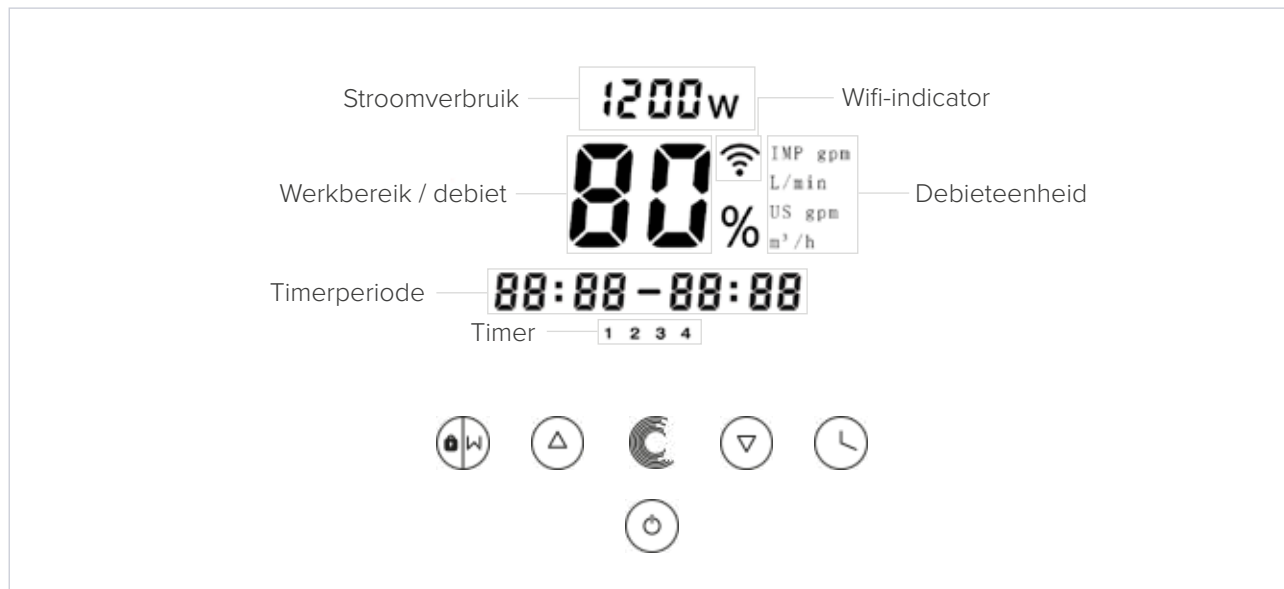 Stroomverbruik
1200w
Wifi-indicator
Werkbereik / debiet
80
%
IMP gpm
L/min
US gpm
m³/h
Debieteenheid
Timerperiode
88:88-88:88
Timer
1 2 3 4